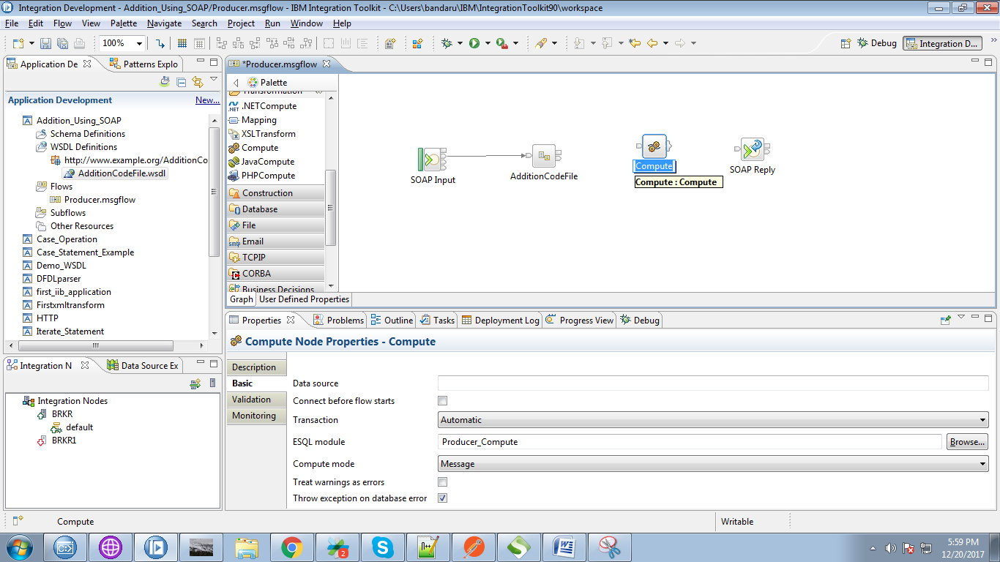 Integration Development - Addition_Using_SOAP/Producer.msgflow - IBM Integration Toolkit - C:\Users\bandaru\IBM\IntegrationToolkit90\workspace
File Edit Flow View Palette Navigate Search Project Run Window Help
100%
Debug
Integration D...
Application De
Patterns Explo
Application Development
New...
Addition_Using_SOAP
Schema Definitions
WSDL Definitions
http://www.example.org/AdditionCo
AdditionCodeFile.wsdl
Flows
Producer.msgflow
Subflows
Other Resources
Case_Operation
Case_Statement_Example
Demo_WSDL
DFDLparser
first_iib_application
Firstxmltransform
HTTP
Iterate_Statement
Integration N
Data Source Ex
Integration Nodes
BRKR
default
BRKR1
*Producer.msgflow
Palette
Transformation
.NETCompute
Mapping
XSLTransform
Compute
JavaCompute
PHPCompute
Construction
Database
File
Email
TCPIP
CORBA
Business Decisions
Graph
User Defined Properties
SOAP Input
AdditionCodeFile
Compute
Compute : Compute
SOAP Reply
Properties
Problems
Outline
Tasks
Deployment Log
Progress View
Debug
Compute Node Properties - Compute
Description
Basic
Validation
Monitoring
Data source
Connect before flow starts
Transaction
Automatic
ESQL module
Producer_Compute
Browse...
Compute mode
Message
Treat warnings as errors
Throw exception on database error
Compute
Writable
2
5:59 PM
12/20/2017